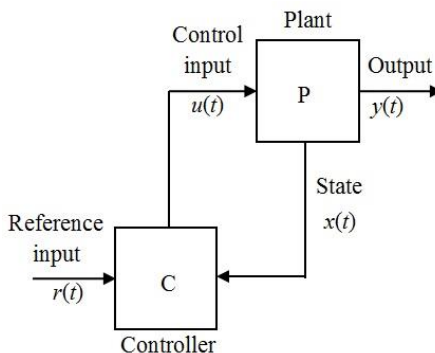 Plant
Control
input
u(t)
P
Output
y(t)
State
x(t)
Reference
input
r(t)
C
Controller